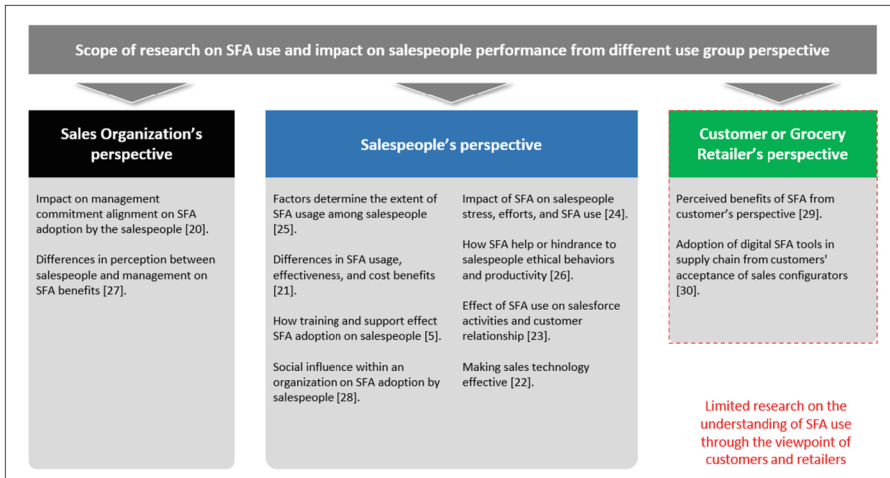 Scope of research on SFA use and impact on salespeople performance from different use group perspective
Sales Organization's
perspective
Impact on management
commitment alignment on SFA
adoption by the salespeople [20].
Differences in perception between
salespeople and management on
SFA benefits [27].
Salespeople's perspective
Factors determine the extent of
SFA usage among salespeople
[25].
Differences in SFA usage,
effectiveness, and cost benefits
[21].
How training and support effect
SFA adoption on salespeople [5].
Social influence within an
organization on SFA adoption by
salespeople [28].
Impact of SFA on salespeople
stress, efforts, and SFA use [24].
How SFA help or hindrance to
salespeople ethical behaviors
and productivity [26].
Effect of SFA use on salesforce
activities and customer
relationship [23].
Making sales technology
effective [22].
Customer or Grocery
Retailer's perspective
Perceived benefits of SFA from
customer's perspective [29].
Adoption of digital SFA tools in
supply chain from customers'
acceptance of sales configurators
[30].
Limited research on the
understanding of SFA use
through the viewpoint of
customers and retailers